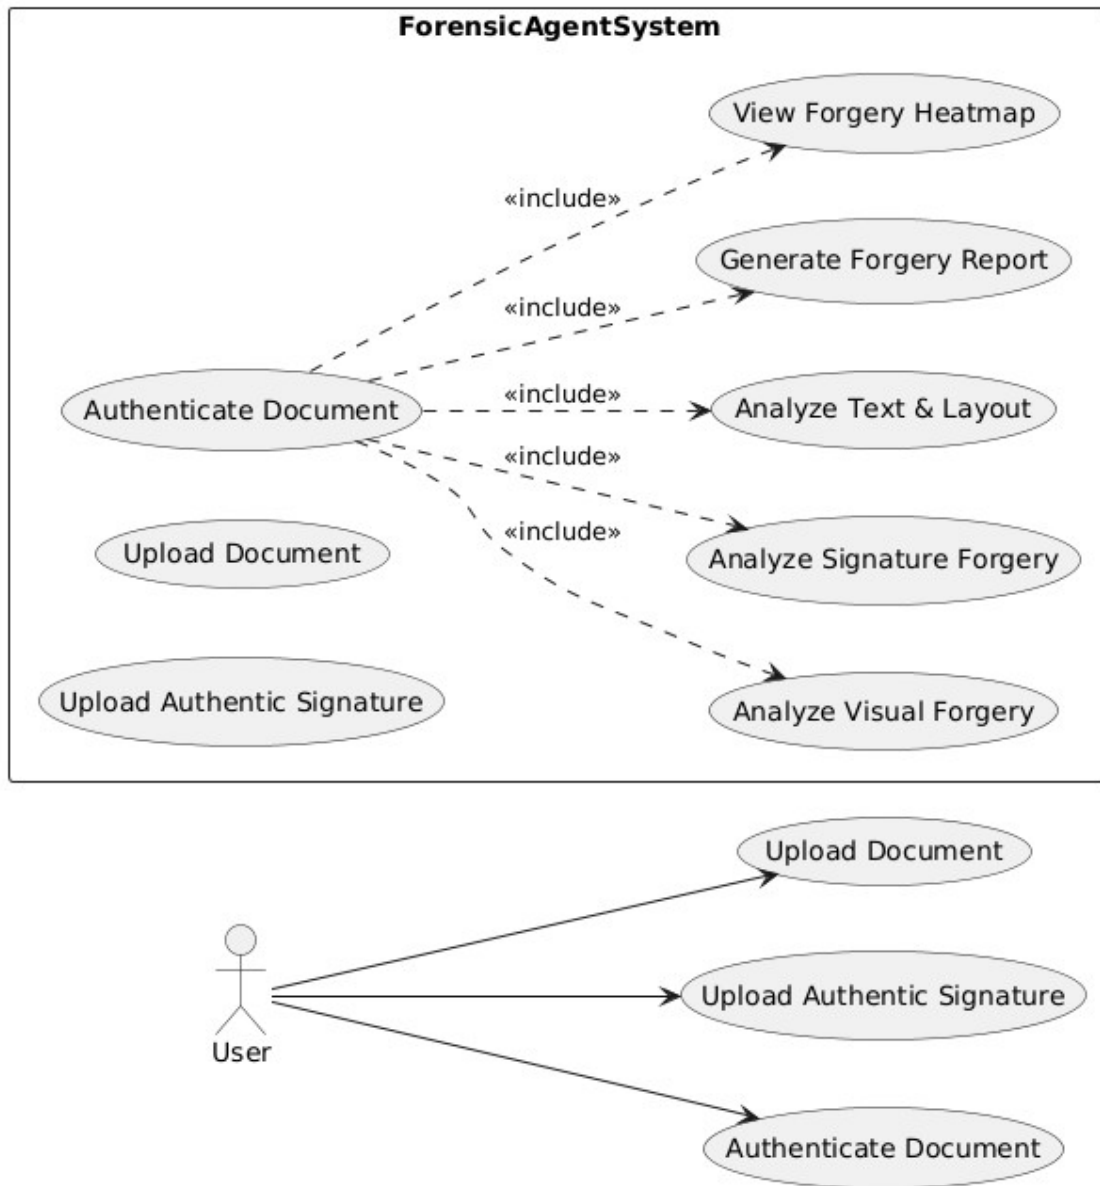 ForensicAgentSystem
View Forgery Heatmap
«include»
Generate Forgery Report
«include»
Authenticate Document
«include»
Analyze Text & Layout
«include»
Analyze Signature Forgery
«include»
Upload Document
Upload Authentic Signature
Analyze Visual Forgery
Upload Document
Upload Authentic Signature
User
Authenticate Document